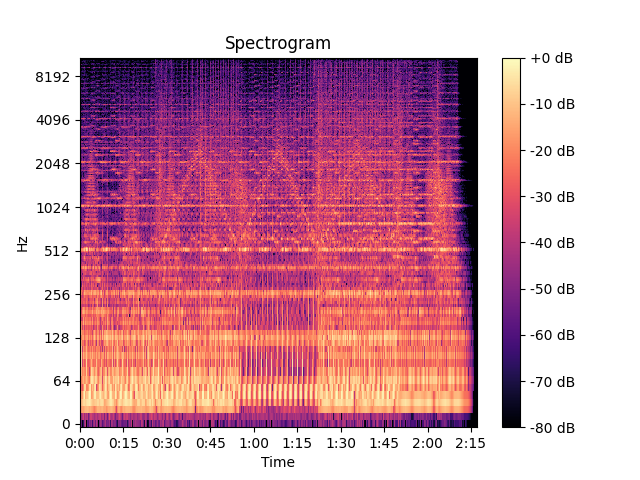 Spectrogram
Hz
8192
4096
2048
1024
512
256
128
64
0
0:00 0:15 0:30 0:45 1:00 1:15 1:30 1:45 2:00 2:15
Time
+0 dB
-10 dB
-20 dB
-30 dB
-40 dB
-50 dB
-60 dB
-70 dB
-80 dB